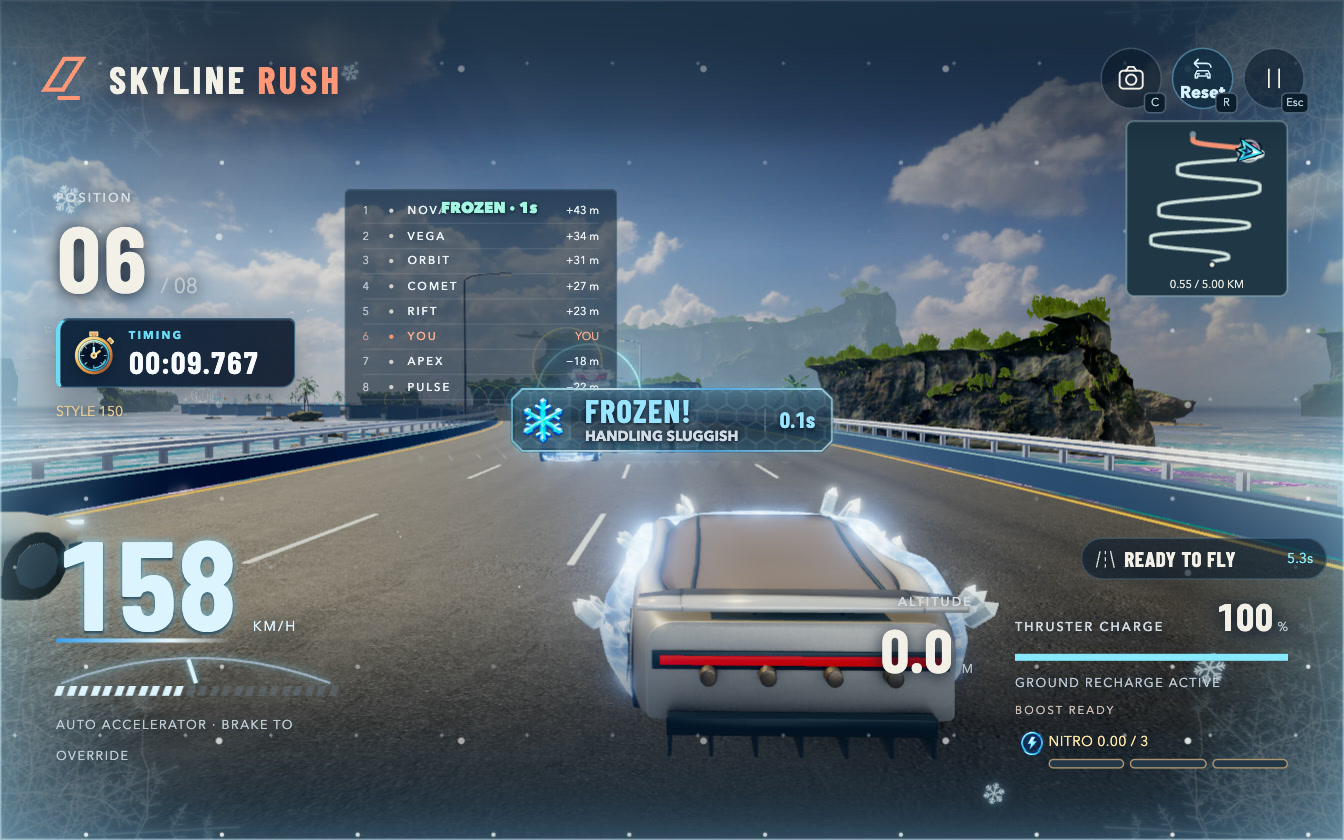 SKYLINE RUSH
Reset
C
R
Esc
POSITION
06 / 08
TIMING
00:09.767
STYLE 150
FROZEN · 1s
1 • NOVA +43 m
2 • VEGA +34 m
3 • ORBIT +31 m
4 • COMET +27 m
5 • RIFT +23 m
6 • YOU YOU
7 • APEX −18 m
8 • PULSE −22 m
0.55 / 5.00 KM
FROZEN!
HANDLING SLUGGISH
0.1s
158 KM/H
AUTO ACCELERATOR · BRAKE TO
OVERRIDE
ALTITUDE
0.0 M
READY TO FLY 5.3s
THRUSTER CHARGE 100 %
GROUND RECHARGE ACTIVE
BOOST READY
NITRO 0.00 / 3